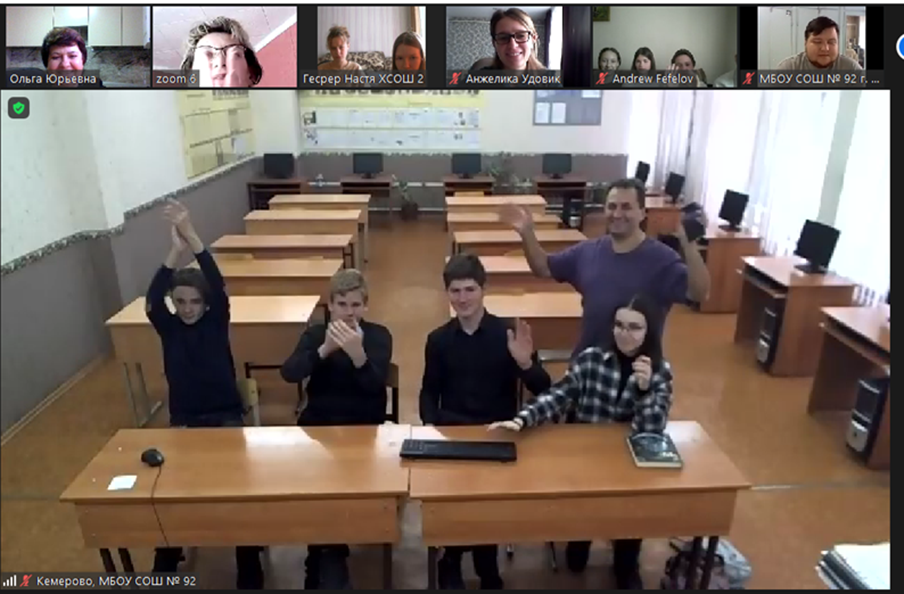 Ольга Юрьевна
zoom 6
Гесрер Настя ХСОШ 2
Анжелика Удовик
Andrew Fefelov
МБОУ СОШ № 92 г. ...
Кемерово, МБОУ СОШ № 92